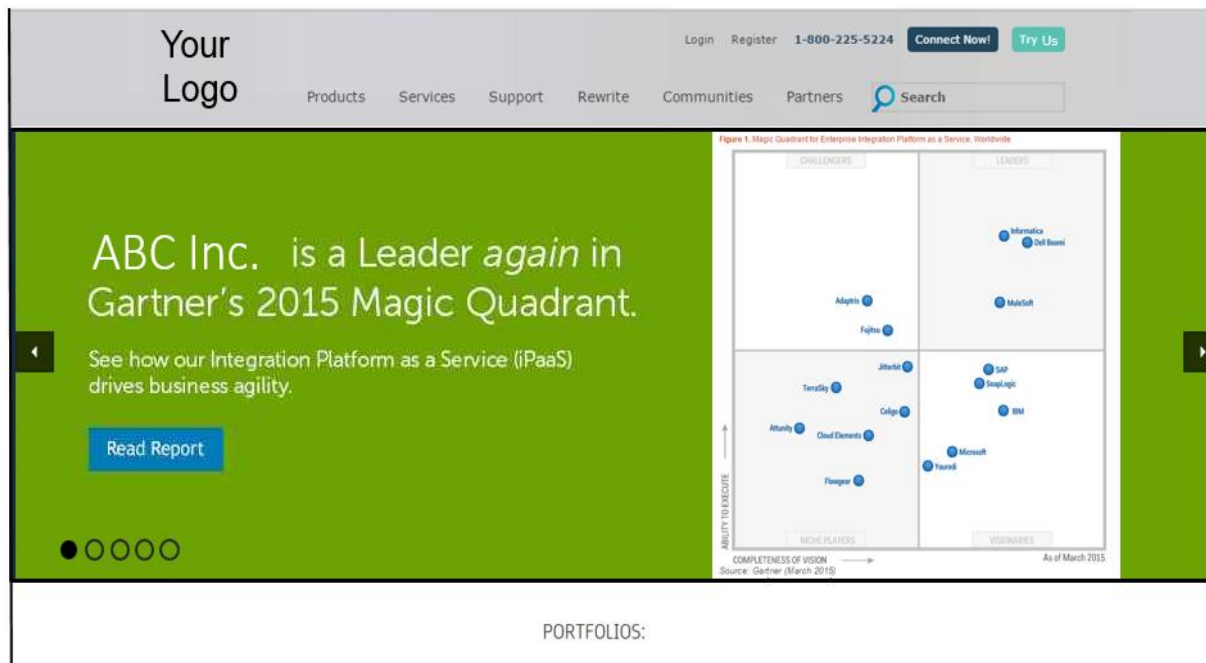 Your
Logo
Login Register 1-800-225-5224 Connect Now! Try Us
Products Services Support Rewrite Communities Partners Search
ABC Inc. is a Leader again in
Gartner's 2015 Magic Quadrant.
See how our Integration Platform as a Service (iPaaS)
drives business agility.
Read Report
Figure 1. Magic Quadrant for Enterprise Integration Platform as a Service, Worldwide
CHALLENGERS LEADERS
Informatica
Dell Boomi
Adaptris
MuleSoft
Fujitsu
Jitterbit
SAP
SnapLogic
TerraSky
Celigo
IBM
Attunity
Cloud Elements
Microsoft
Youredi
Flowgear
ABILITY TO EXECUTE
NICHE PLAYERS VISIONARIES
COMPLETENESS OF VISION
As of March 2015
Source: Gartner (March 2015)
PORTFOLIOS: